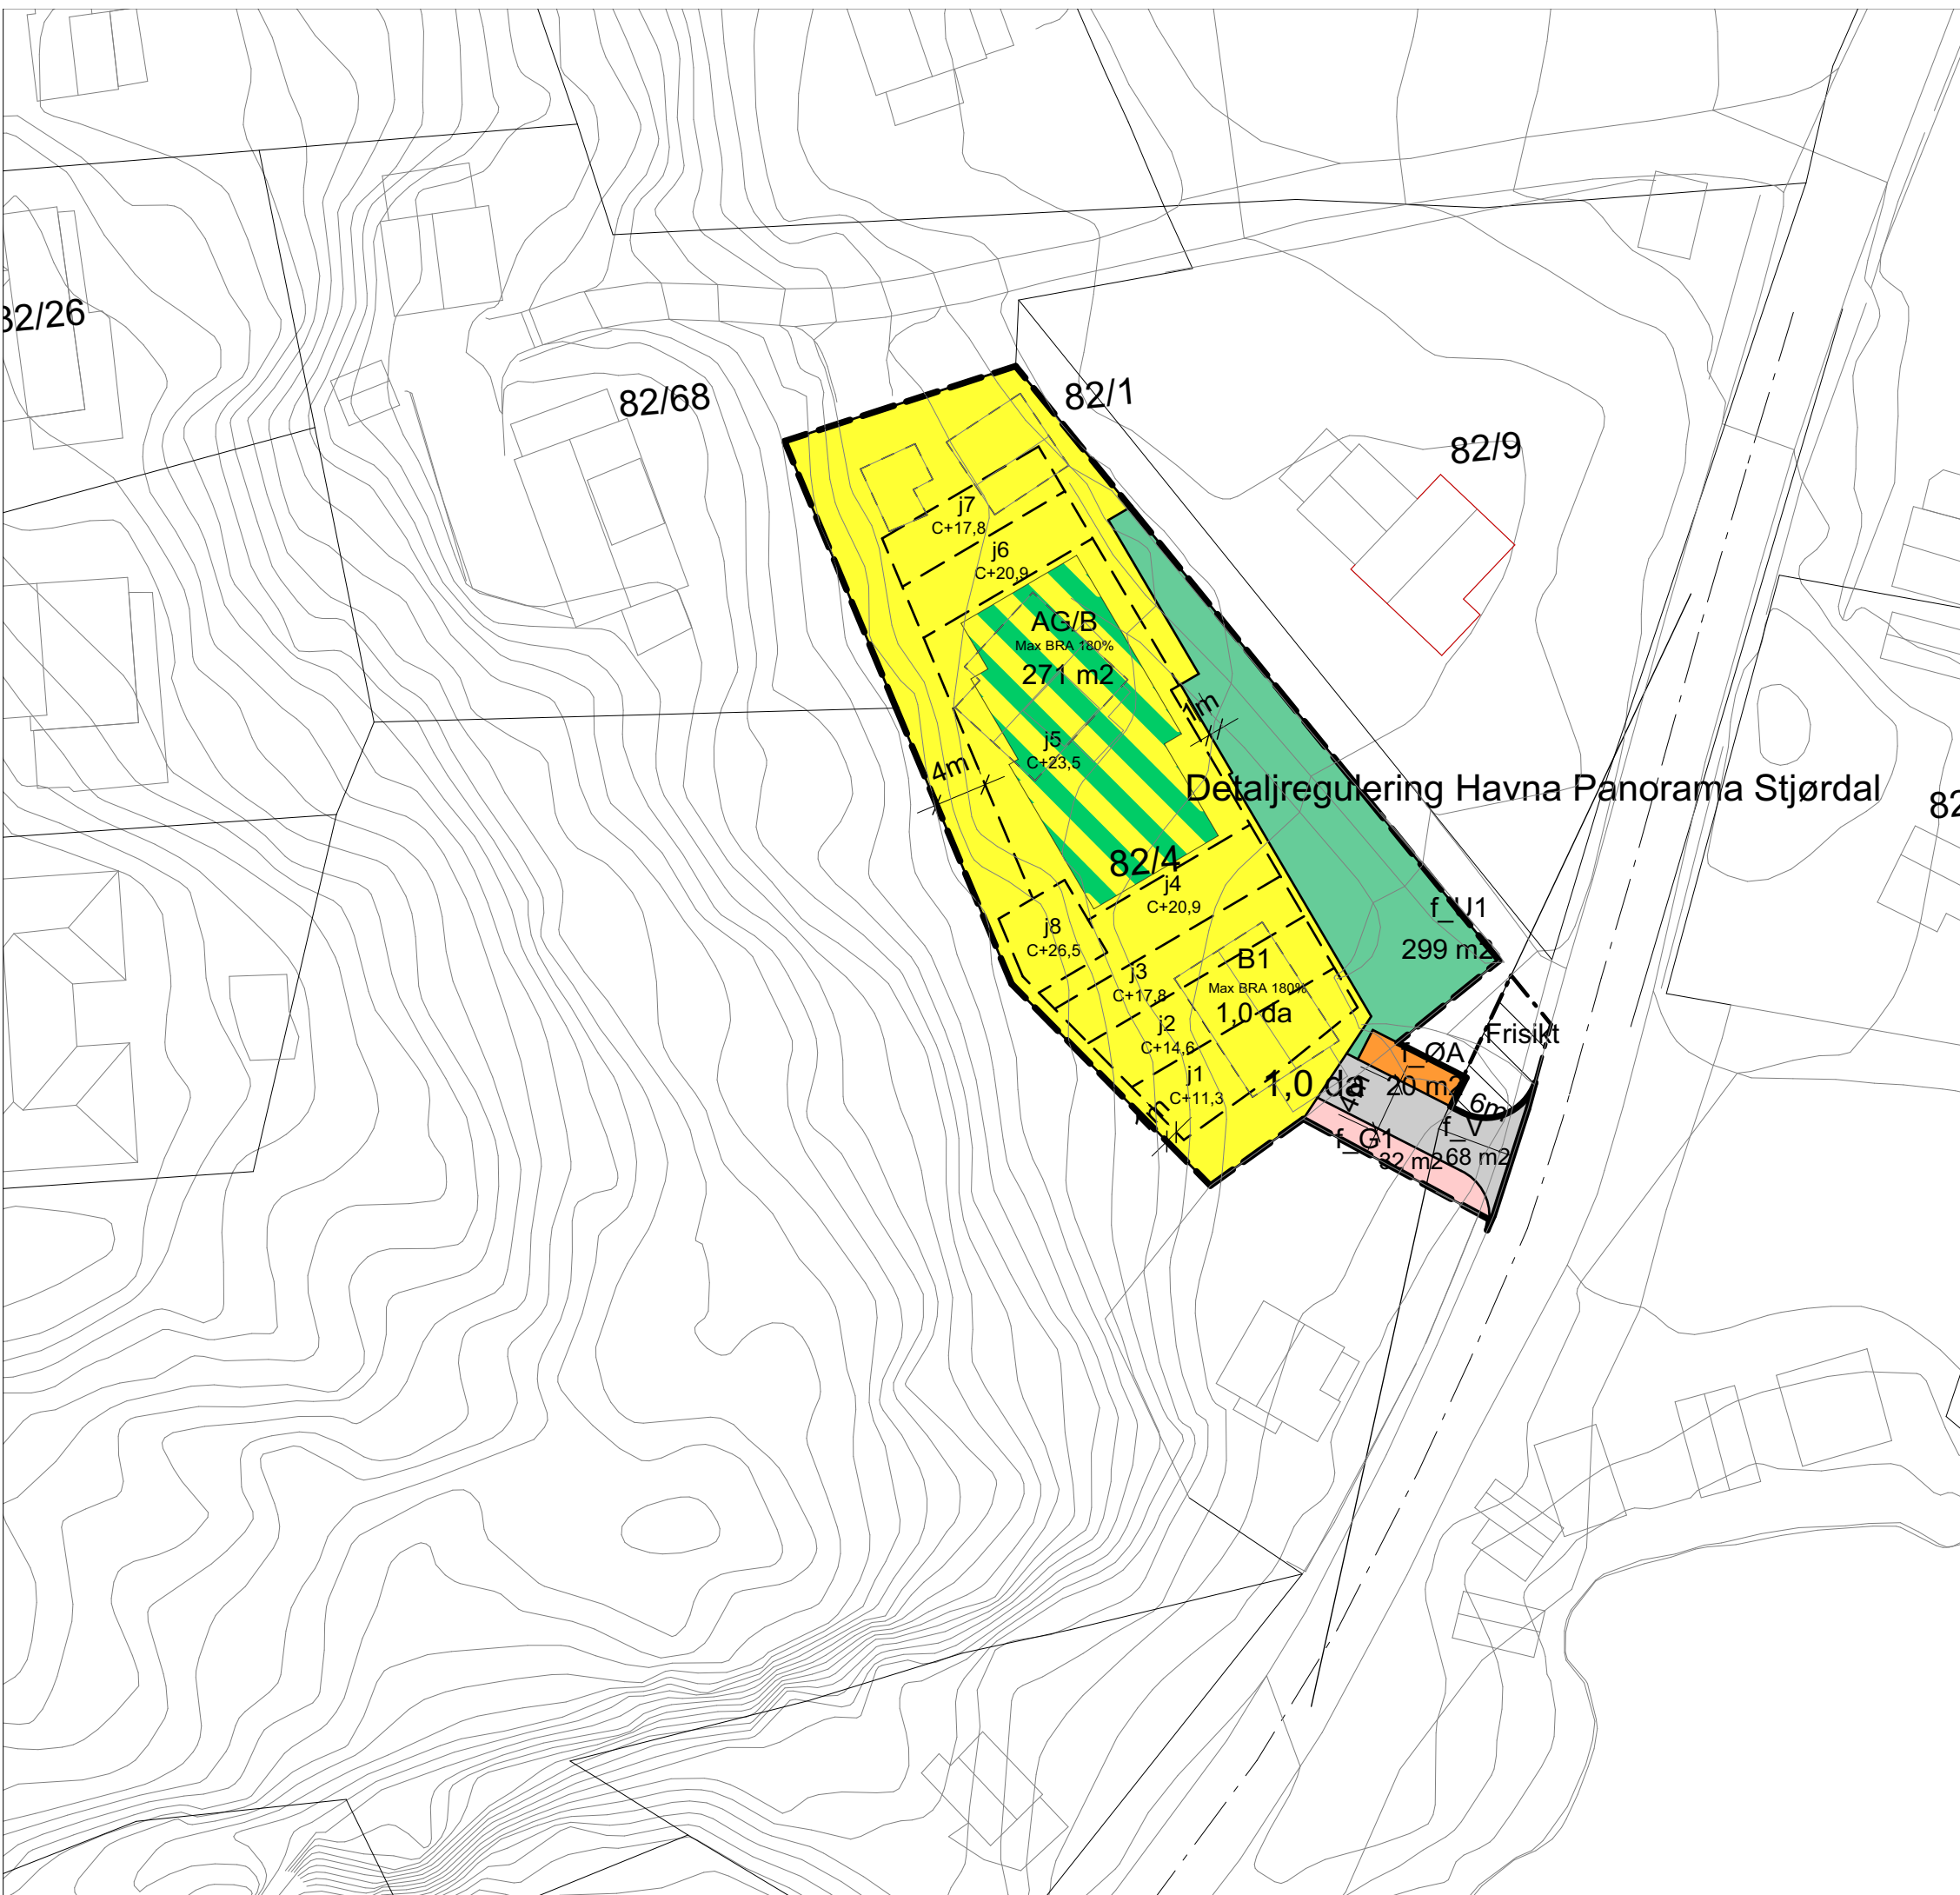 82/26
82/68
82/1
82/9
j7
C+17,8
j6
C+20,9
AG/B
Max BRA 180%
271 m2
1m
j5
C+23,5
4m
Detaljregulering Havna Panorama Stjørdal
82/4
j4
C+20,9
f_U1
299 m2
j8
C+26,5
B1
Max BRA 180%
1,0 da
j3
C+17,8
j2
C+14,6
j1
C+11,3
1,0 da
Frisikt
f_ØA
20 m2
6m
f_V
68 m2
f_G1
32 m2